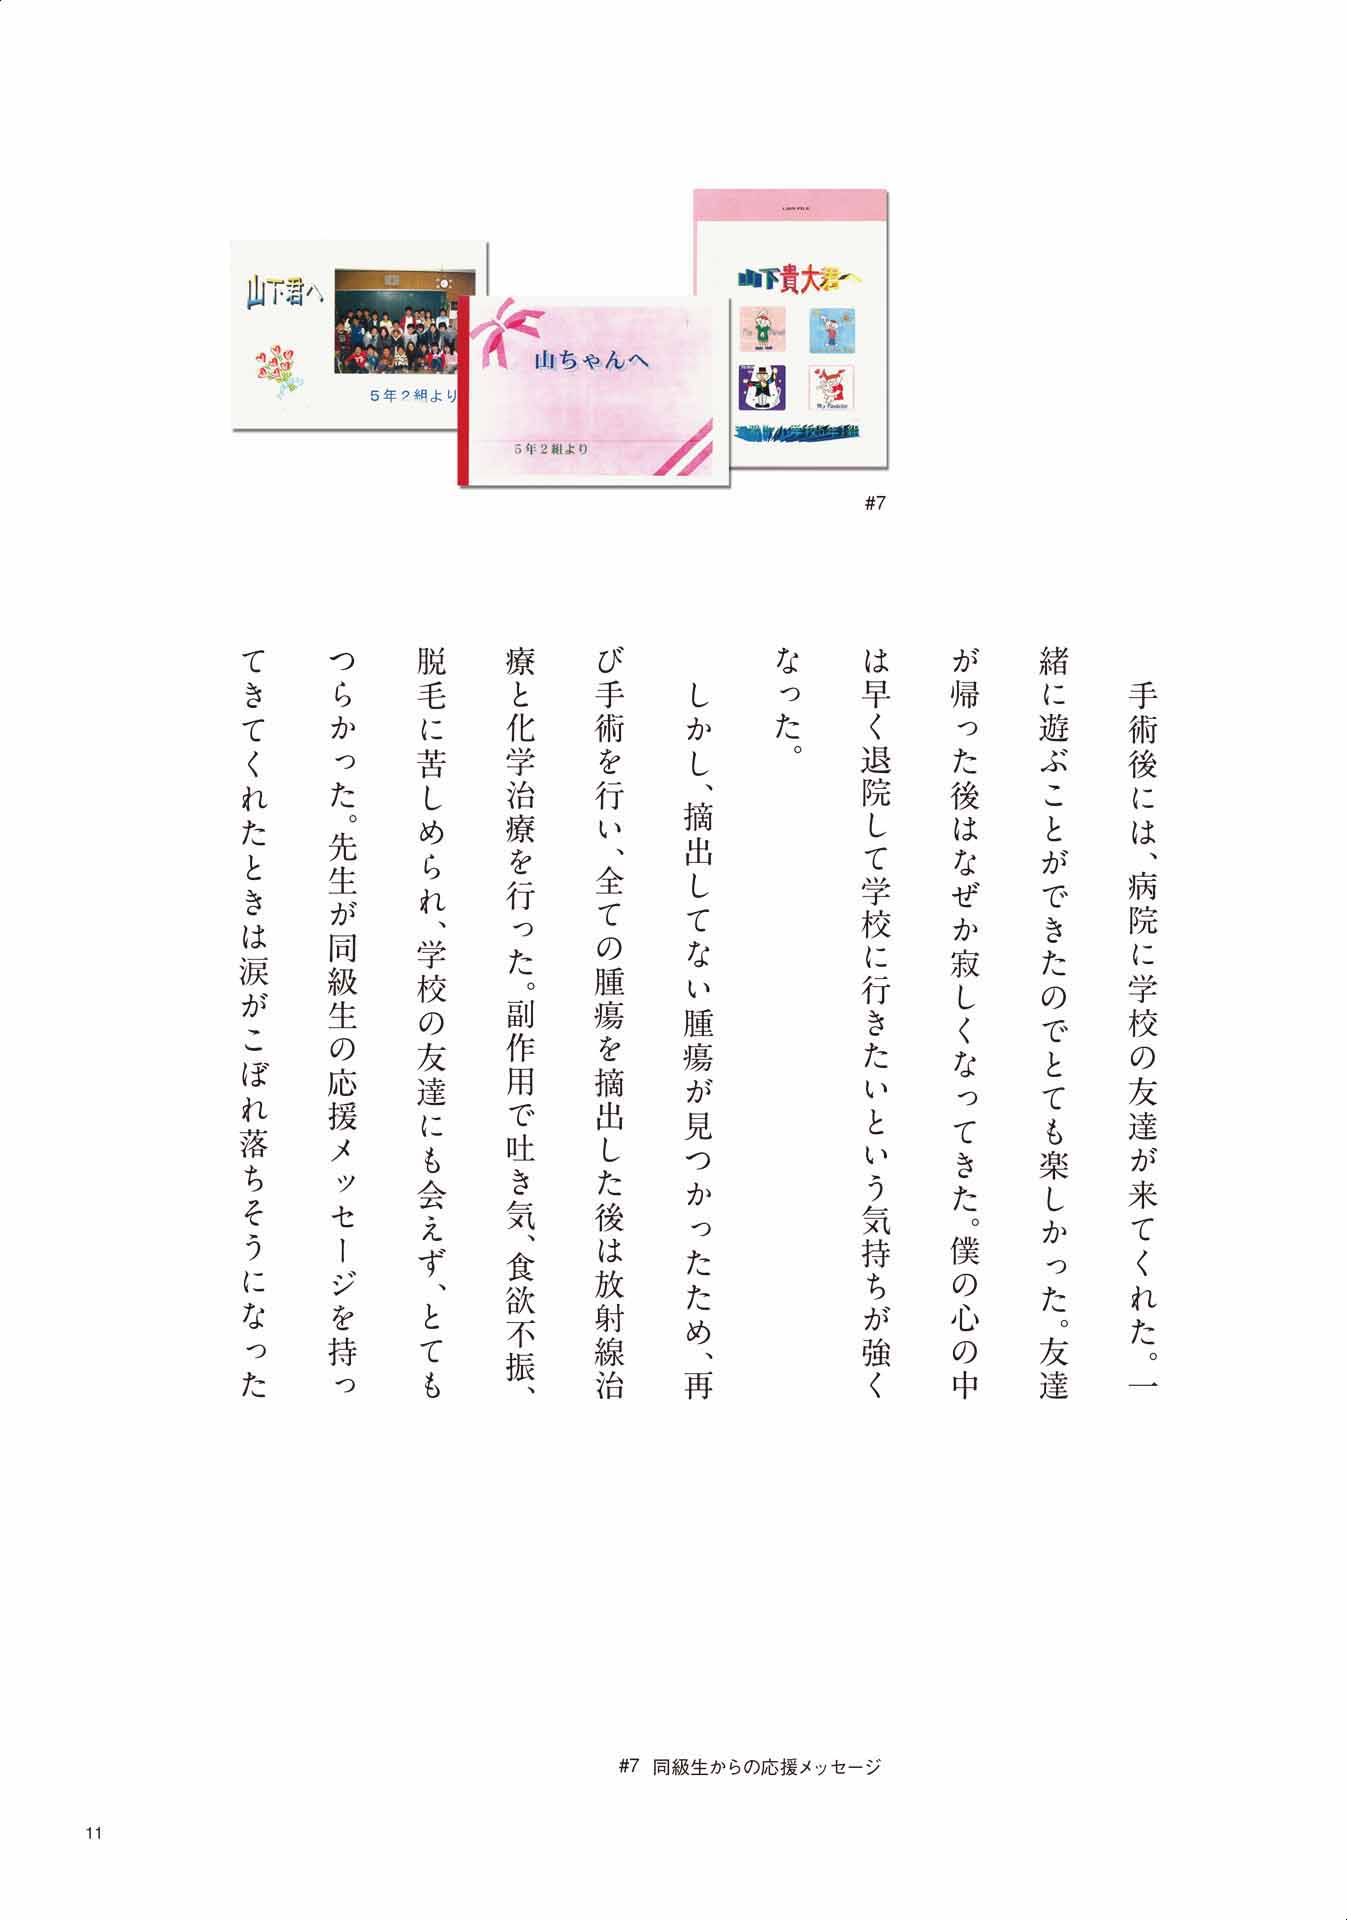 山下君へ
5年2組より
山ちゃんへ
5年2組より
山下貴大君へ
#7
手術後には、病院に学校の友達が来てくれた。一
緒に遊ぶことができたのでとても楽しかった。友達
が帰った後はなぜか寂しくなってきた。僕の心の中
は早く退院して学校に行きたいという気持ちが強く
なった。
しかし、摘出してない腫瘍が見つかったため、再
び手術を行い、全ての腫瘍を摘出した後は放射線治
療と化学治療を行った。副作用で吐き気、食欲不振、
脱毛に苦しめられ、学校の友達にも会えず、とても
つらかった。先生が同級生の応援メッセージを持っ
てきてくれたときは涙がこぼれ落ちそうになった
#7 同級生からの応援メッセージ
11